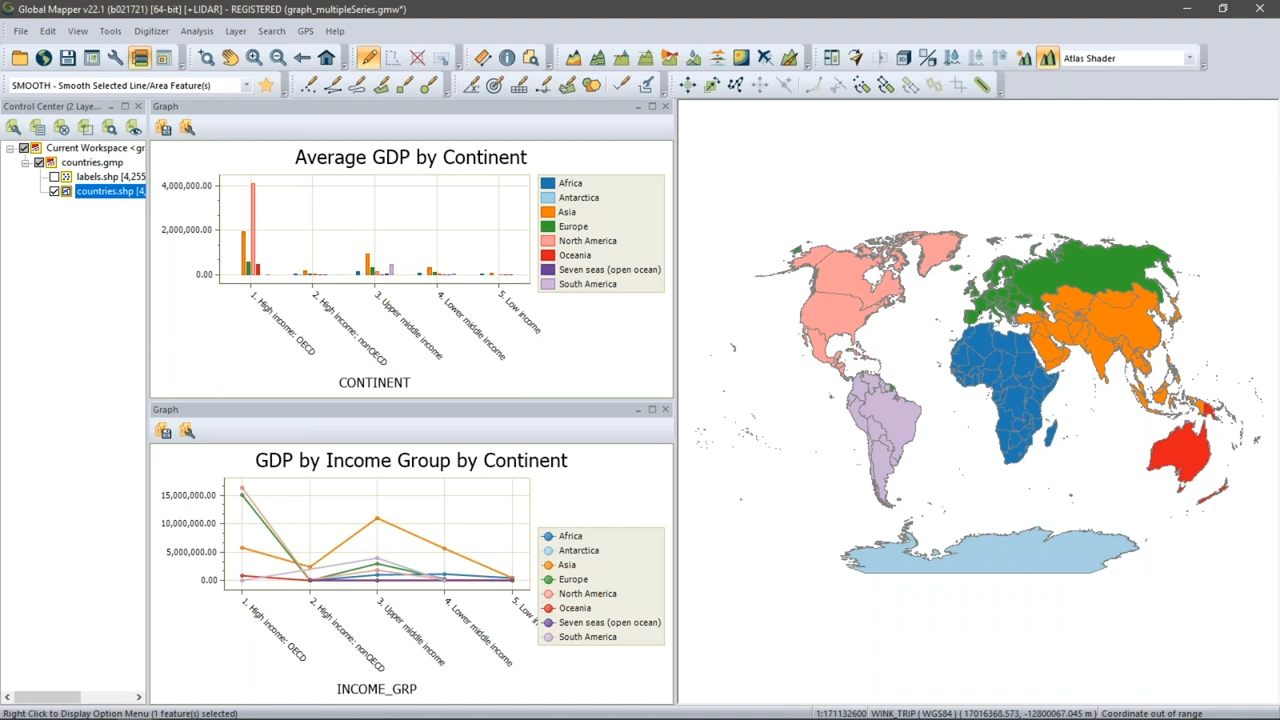 Global Mapper v22.1 (b021721) [64-bit] [+LIDAR] - REGISTERED (graph_multipleSeries.gmw*)
File Edit View Tools Digitizer Analysis Layer Search GPS Help
Atlas Shader
SMOOTH - Smooth Selected Line/Area Feature(s)
Control Center (2 Laye...
Current Workspace <gr
countries.gmp
labels.shp [4,255
countries.shp [4,
Graph
Average GDP by Continent
4,000,000.00
2,000,000.00
0.00
1. High income: OECD
2. High income: nonOECD
3. Upper middle income
4. Lower middle income
5. Low income
CONTINENT
Africa
Antarctica
Asia
Europe
North America
Oceania
Seven seas (open ocean)
South America
Graph
GDP by Income Group by Continent
15,000,000.00
10,000,000.00
5,000,000.00
0.00
1. High income: OECD
2. High income: nonOECD
3. Upper middle income
4. Lower middle income
5. Low i
INCOME_GRP
Africa
Antarctica
Asia
Europe
North America
Oceania
Seven seas (open ocean)
South America
Right Click to Display Option Menu (1 feature(s) selected)
1:171132600 WINK_TRIP ( WGS84 ) ( 17016368.573, -12800067.045 m ) Coordinate out of range